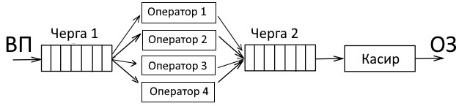 ВП
Черга 1
Оператор 1
Оператор 2
Оператор 3
Оператор 4
Черга 2
Касир
ОЗ